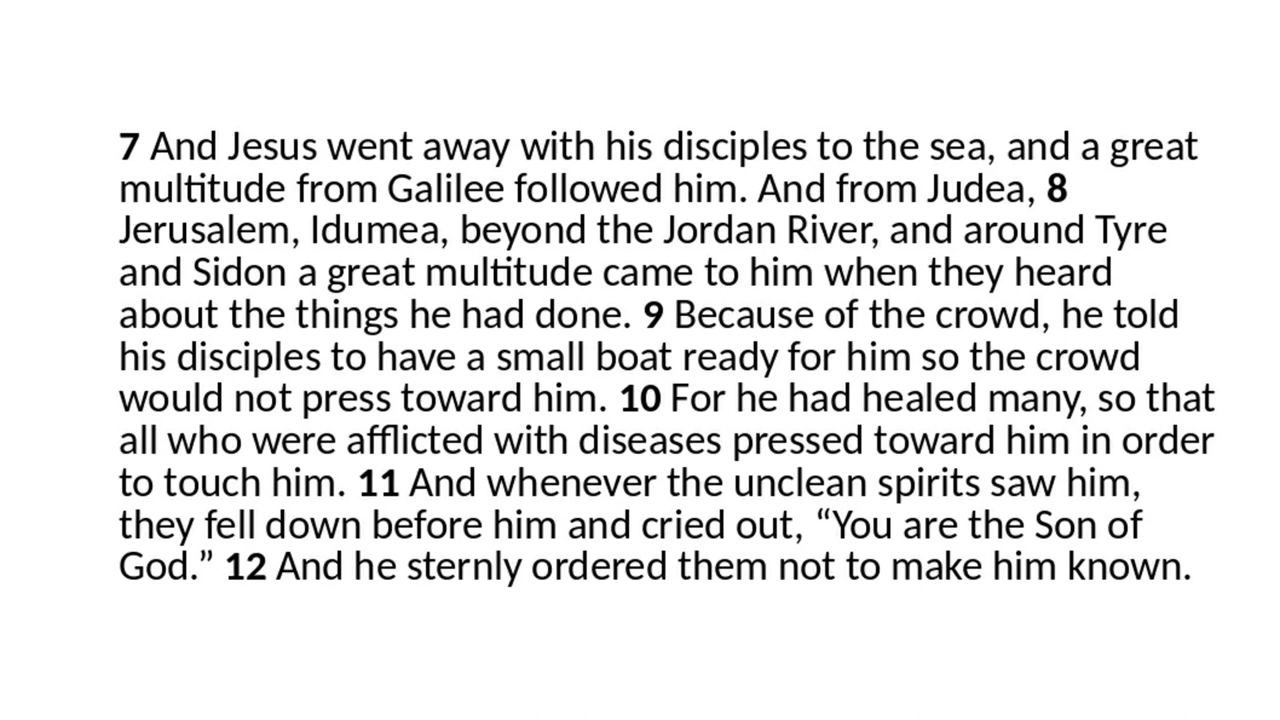 7 And Jesus went away with his disciples to the sea, and a great
multitude from Galilee followed him. And from Judea, 8
Jerusalem, Idumea, beyond the Jordan River, and around Tyre
and Sidon a great multitude came to him when they heard
about the things he had done. 9 Because of the crowd, he told
his disciples to have a small boat ready for him so the crowd
would not press toward him. 10 For he had healed many, so that
all who were afflicted with diseases pressed toward him in order
to touch him. 11 And whenever the unclean spirits saw him,
they fell down before him and cried out, “You are the Son of
God.” 12 And he sternly ordered them not to make him known.